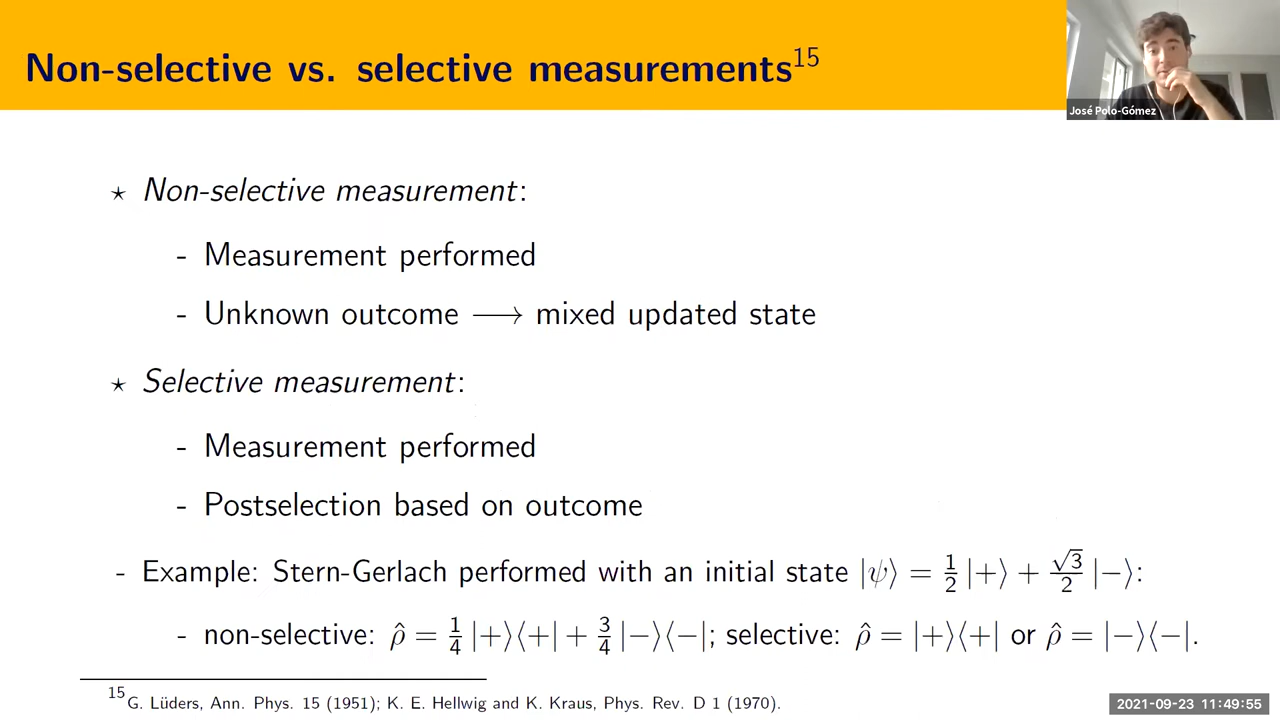 Non-selective vs. selective measurements¹⁵
José Polo-Gómez
⋆ Non-selective measurement:
- Measurement performed
- Unknown outcome ⟶ mixed updated state
⋆ Selective measurement:
- Measurement performed
- Postselection based on outcome
- Example: Stern-Gerlach performed with an initial state |ψ⟩ = 1/2 |+⟩ + √3/2 |−⟩:
- non-selective: ρ̂ = 1/4 |+⟩⟨+| + 3/4 |−⟩⟨−|; selective: ρ̂ = |+⟩⟨+| or ρ̂ = |−⟩⟨−|.
¹⁵G. Lüders, Ann. Phys. 15 (1951); K. E. Hellwig and K. Kraus, Phys. Rev. D 1 (1970).
2021-09-23 11:49:55